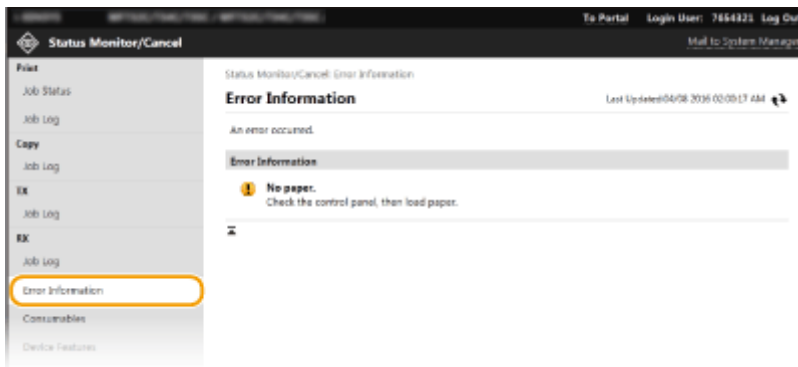 To Portal Login User: 7654321 Log Out
Status Monitor/Cancel
Mail to System Manager
Print
Job Status
Job Log
Copy
Job Log
TX
Job Log
RX
Job Log
Error Information
Consumables
Device Features
Status Monitor/Cancel: Error Information
Error Information
Last Updated:04/08 2016 02:00:17 AM
An error occurred.
Error Information
No paper.
Check the control panel, then load paper.